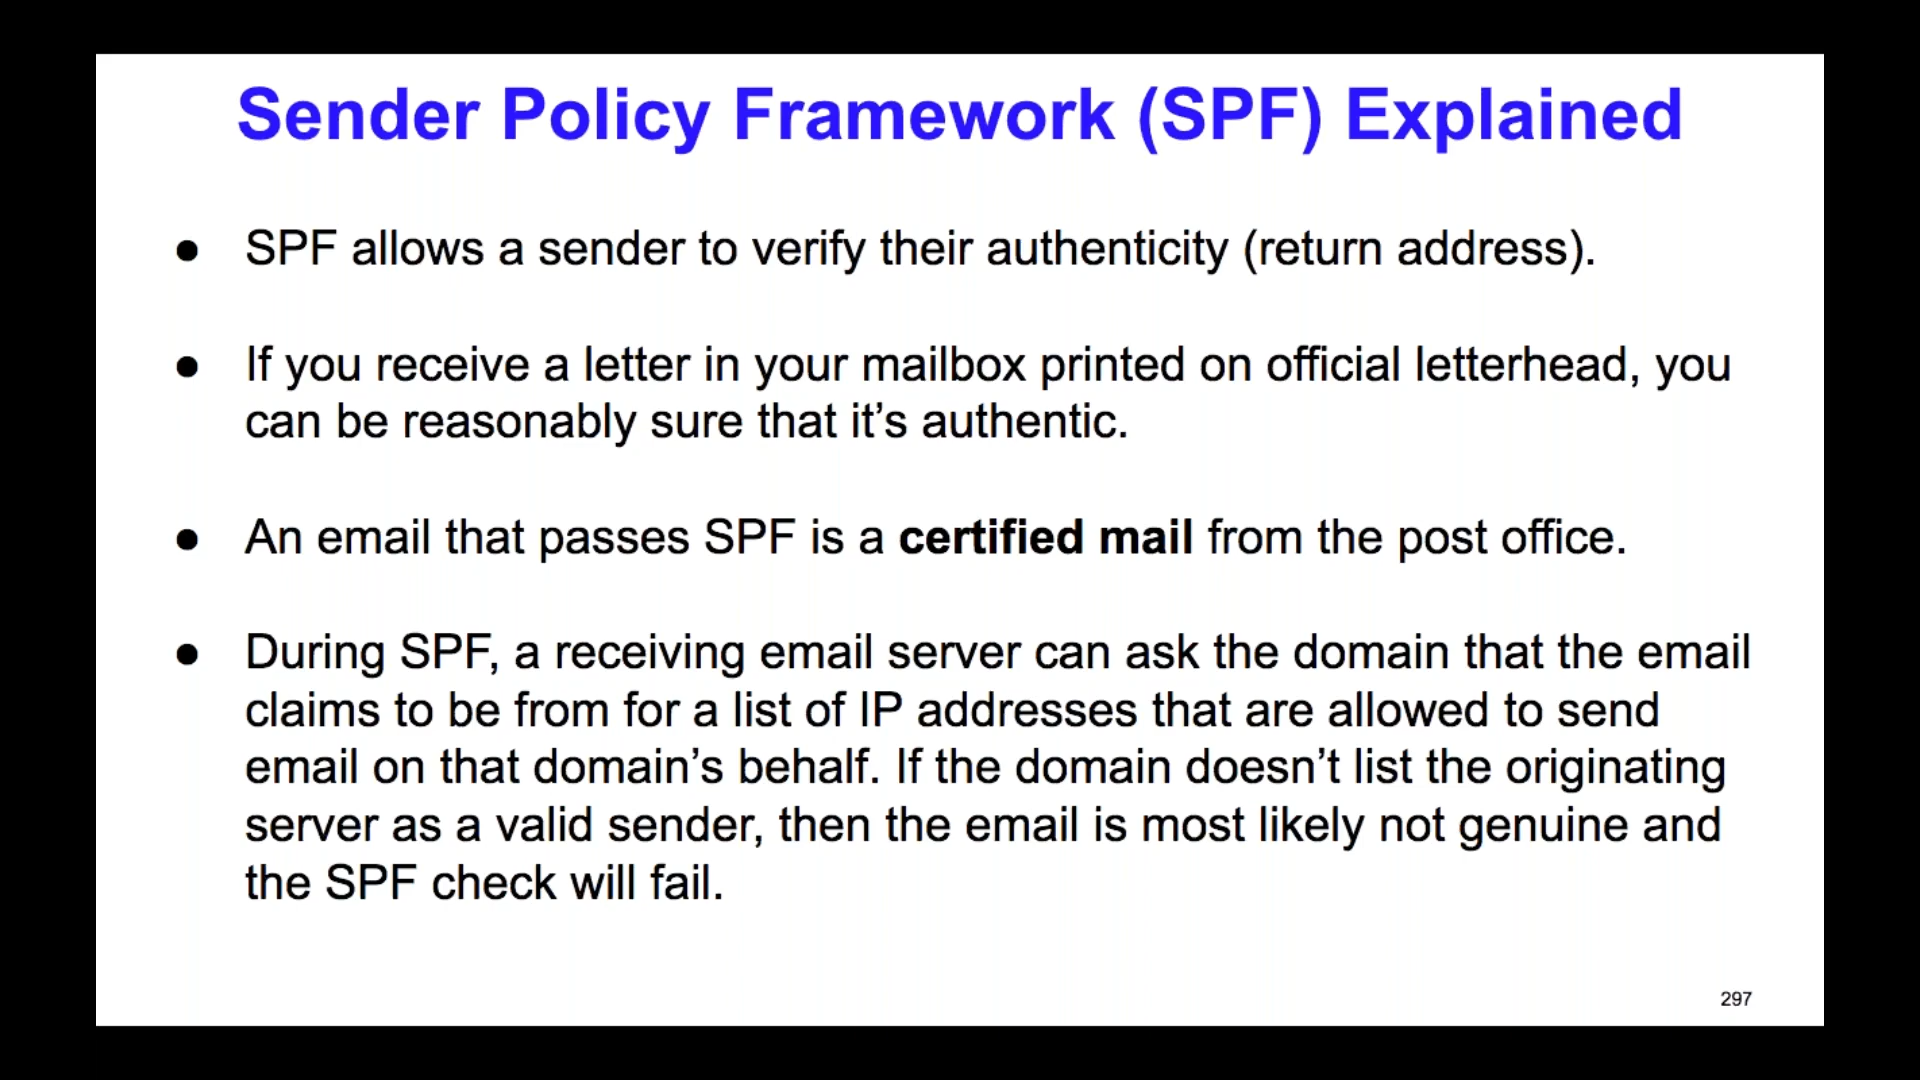 Sender Policy Framework (SPF) Explained
● SPF allows a sender to verify their authenticity (return address).
● If you receive a letter in your mailbox printed on official letterhead, you
can be reasonably sure that it’s authentic.
● An email that passes SPF is a certified mail from the post office.
● During SPF, a receiving email server can ask the domain that the email
claims to be from for a list of IP addresses that are allowed to send
email on that domain’s behalf. If the domain doesn’t list the originating
server as a valid sender, then the email is most likely not genuine and
the SPF check will fail.
297